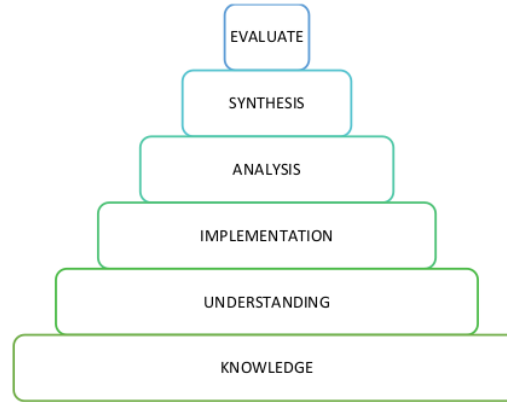 EVALUATE
SYNTHESIS
ANALYSIS
IMPLEMENTATION
UNDERSTANDING
KNOWLEDGE